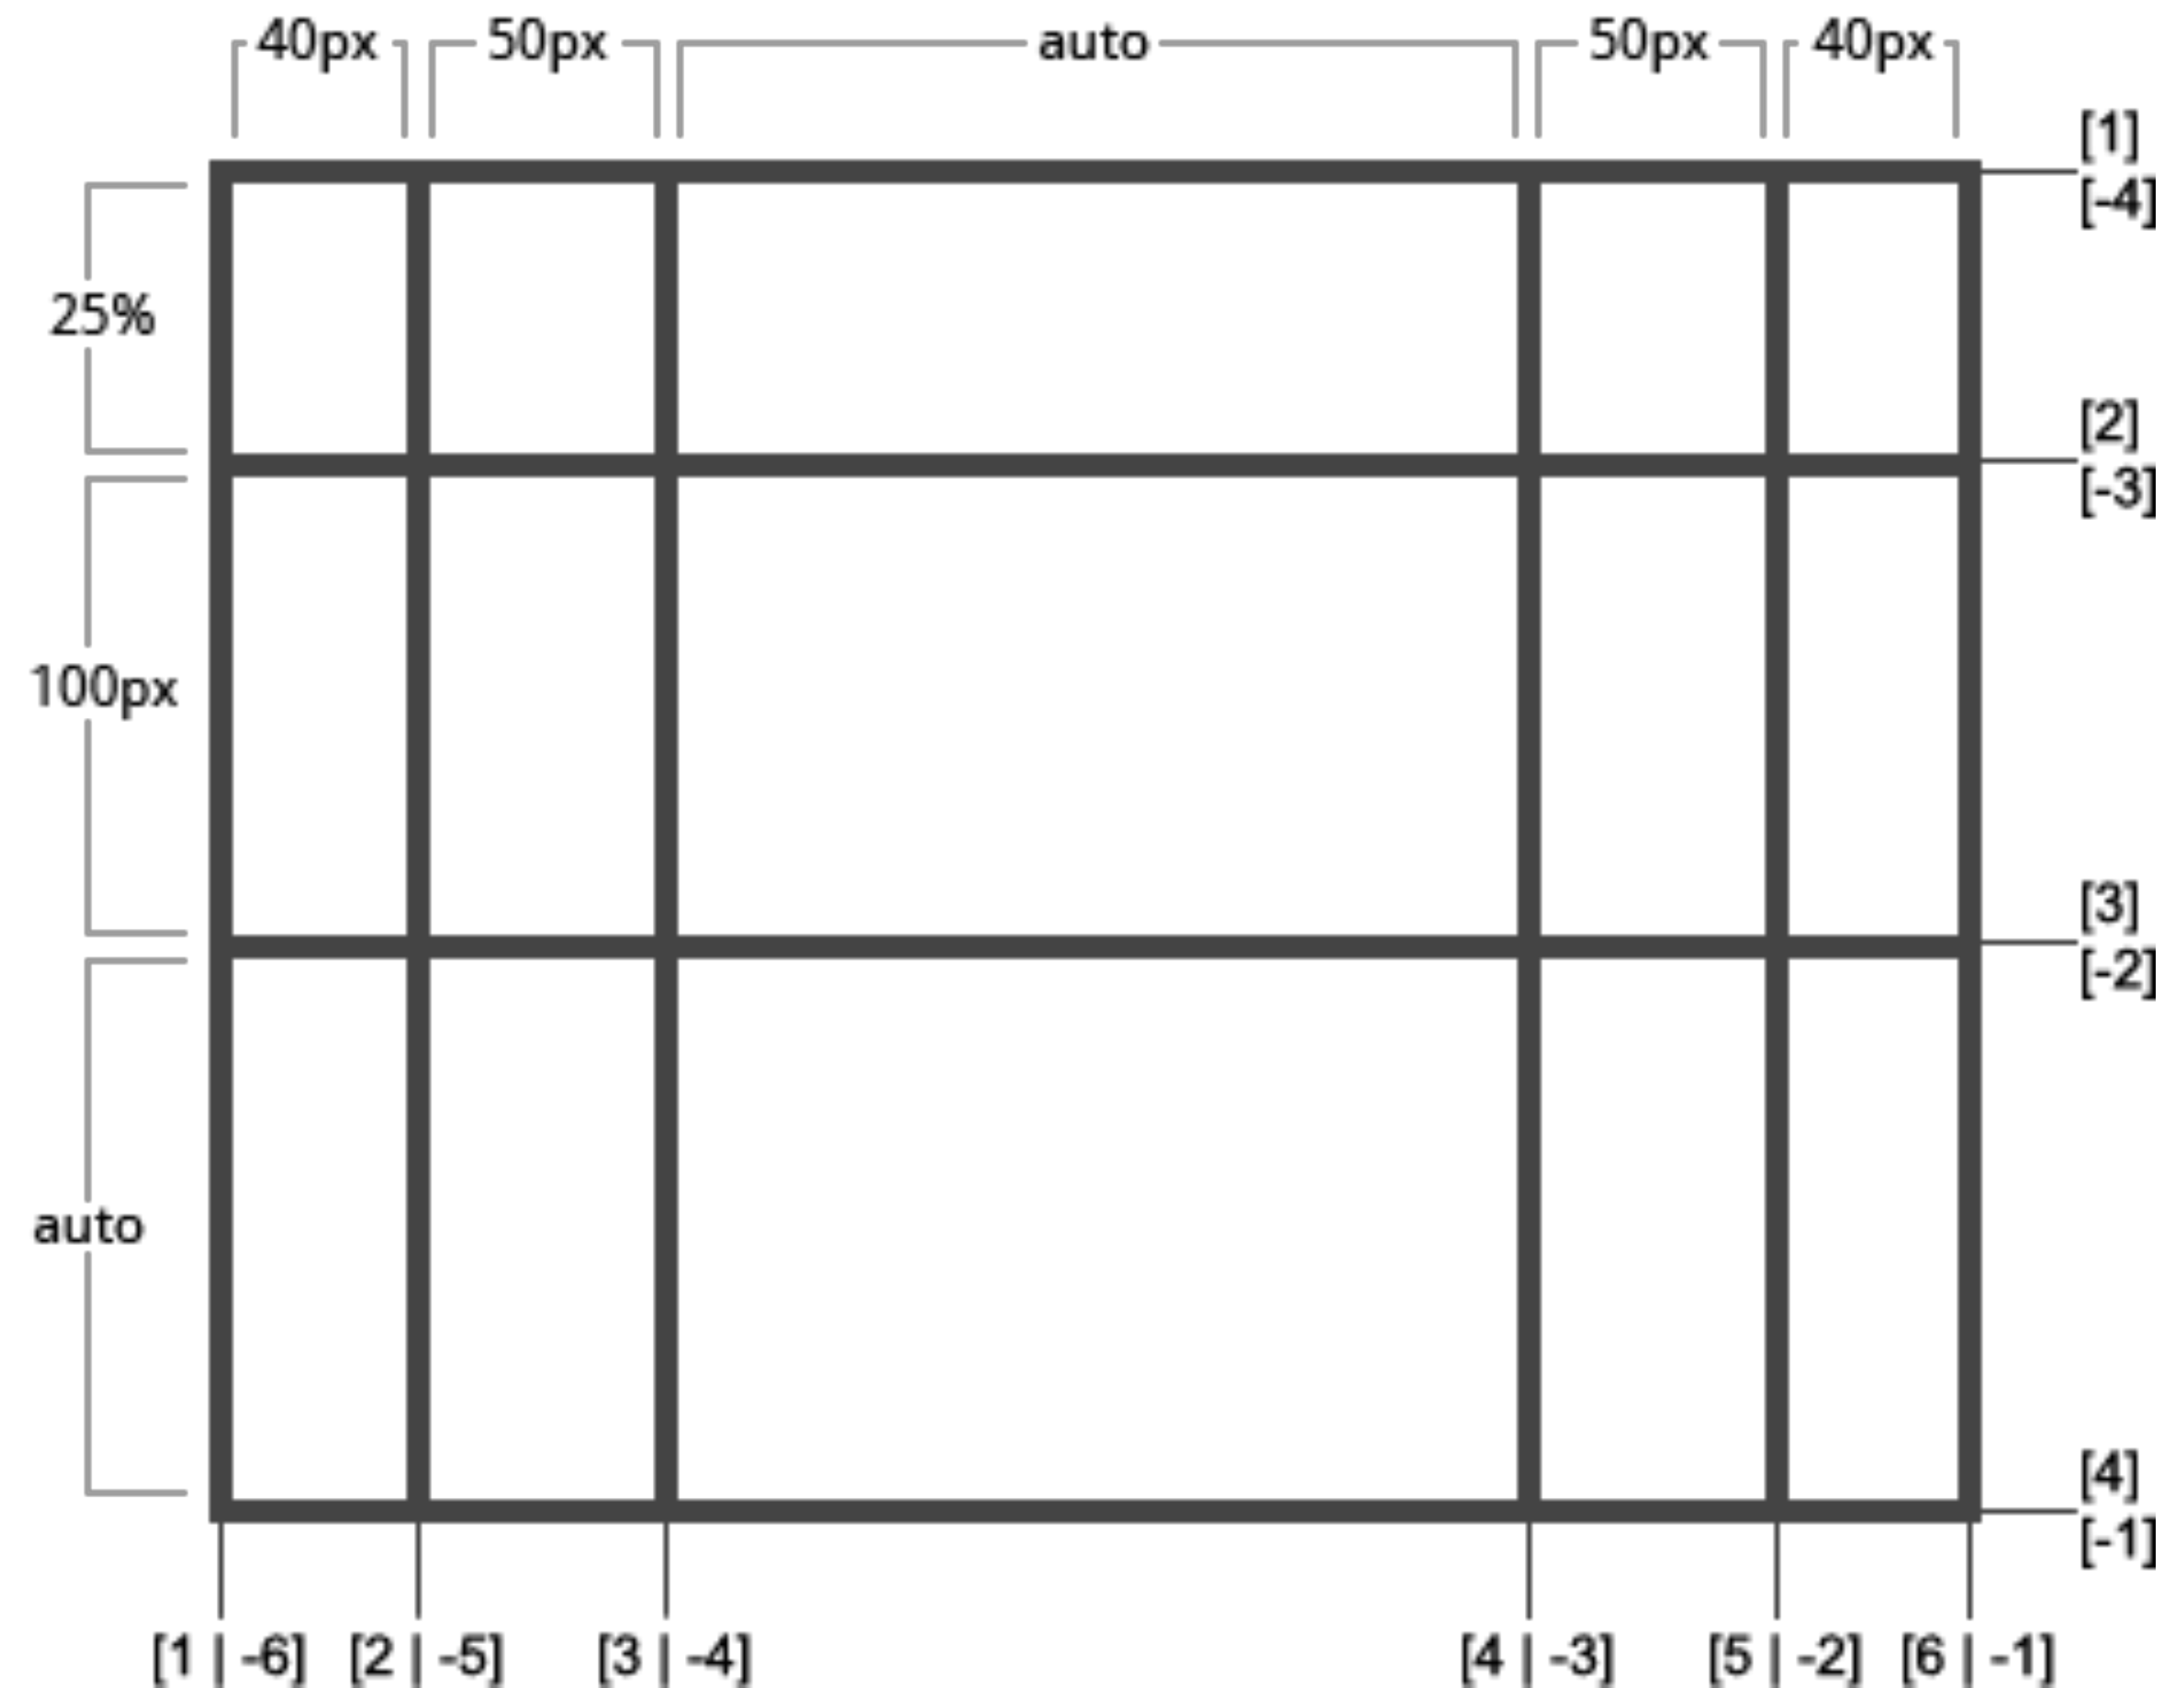 40px 50px auto 50px 40px
[1]
[-4]
25%
[2]
[-3]
100px
[3]
[-2]
auto
[4]
[-1]
[1 | -6] [2 | -5] [3 | -4] [4 | -3] [5 | -2] [6 | -1]